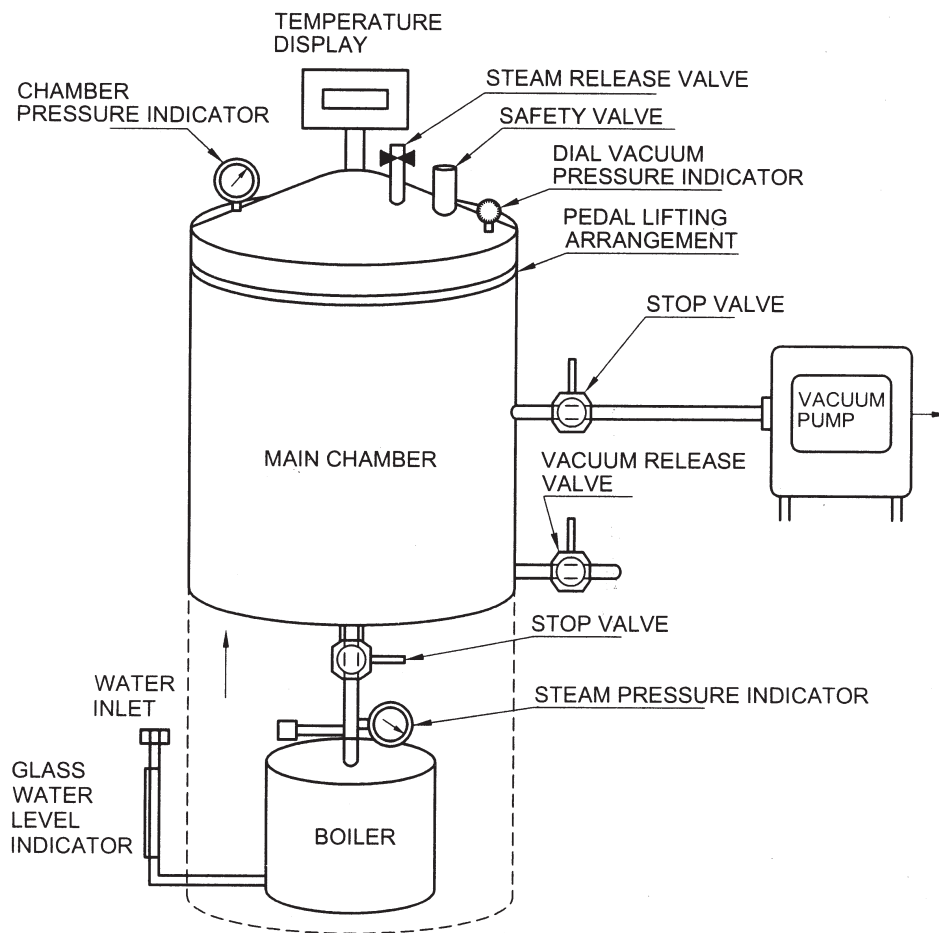 TEMPERATURE
DISPLAY
CHAMBER
PRESSURE INDICATOR
STEAM RELEASE VALVE
SAFETY VALVE
DIAL VACUUM
PRESSURE INDICATOR
PEDAL LIFTING
ARRANGEMENT
STOP VALVE
VACUUM
PUMP
MAIN CHAMBER
VACUUM RELEASE
VALVE
STOP VALVE
WATER
INLET
STEAM PRESSURE INDICATOR
GLASS
WATER
LEVEL
INDICATOR
BOILER